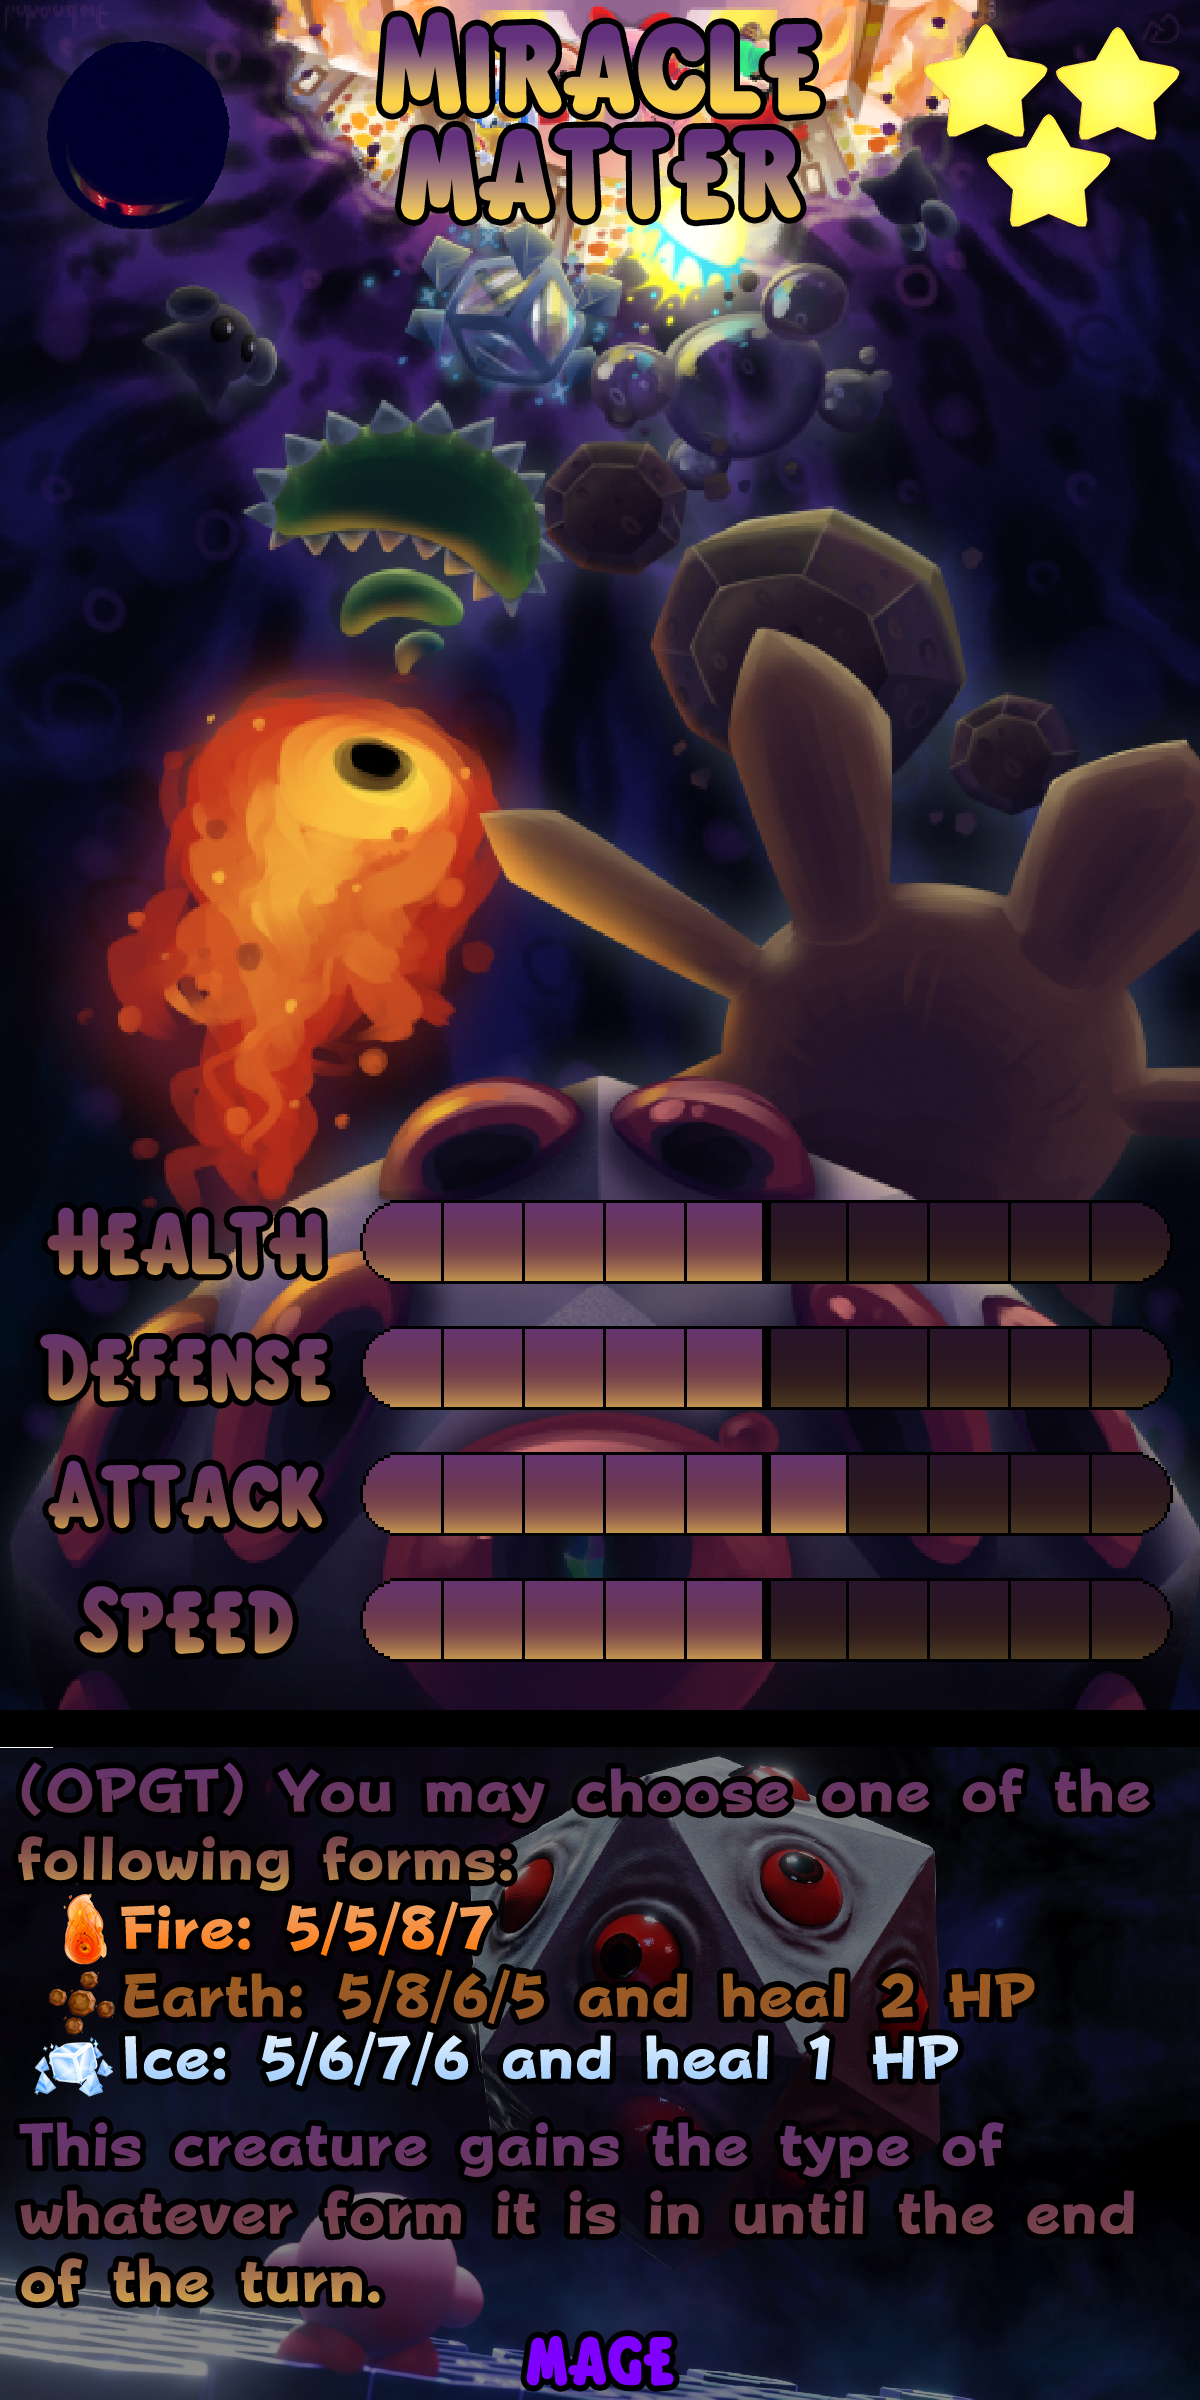 MIRACLE
MATTER
HEALTH
DEFENSE
ATTACK
SPEED
(OPGT) You may choose one of the
following forms:
Fire: 5/5/8/7
Earth: 5/8/6/5 and heal 2 HP
Ice: 5/6/7/6 and heal 1 HP
This creature gains the type of
whatever form it is in until the end
of the turn.
MAGE